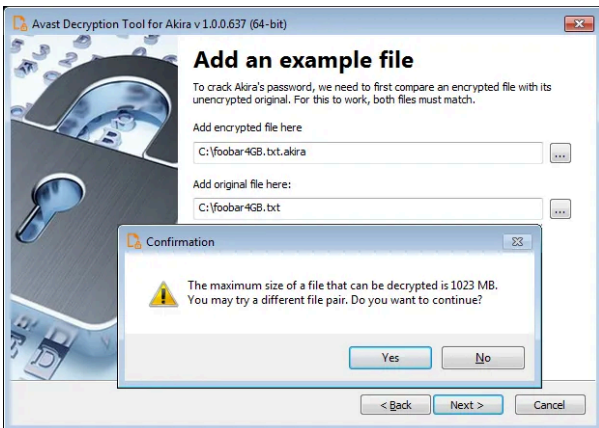 Avast Decryption Tool for Akira v 1.0.0.637 (64-bit)
Add an example file
To crack Akira's password, we need to first compare an encrypted file with its
unencrypted original. For this to work, both files must match.
Add encrypted file here
C:\foobar4GB.txt.akira
...
Add original file here:
C:\foobar4GB.txt
...
Confirmation
The maximum size of a file that can be decrypted is 1023 MB.
You may try a different file pair. Do you want to continue?
Yes
No
< Back
Next >
Cancel